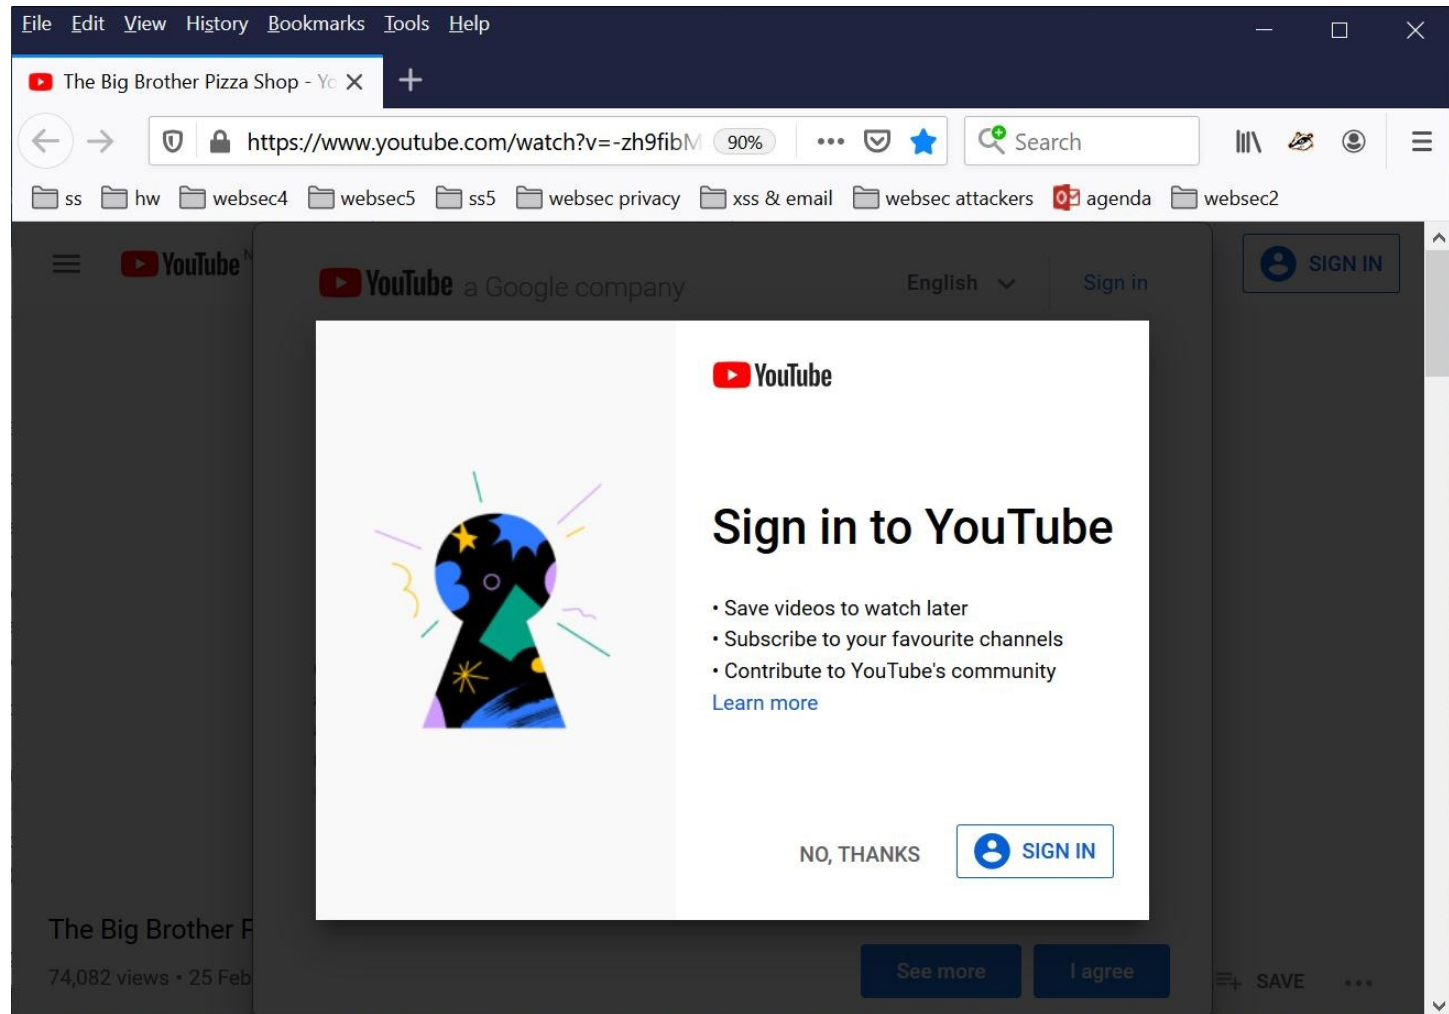 File Edit View History Bookmarks Tools Help
The Big Brother Pizza Shop - Yo
https://www.youtube.com/watch?v=-zh9fibM 90% Search
ss hw websec4 websec5 ss5 websec privacy xss & email websec attackers agenda websec2
YouTube N SIGN IN
YouTube a Google company English Sign in
YouTube
Sign in to YouTube
• Save videos to watch later
• Subscribe to your favourite channels
• Contribute to YouTube's community
Learn more
NO, THANKS SIGN IN
The Big Brother P
74,082 views • 25 Feb
See more I agree
SAVE